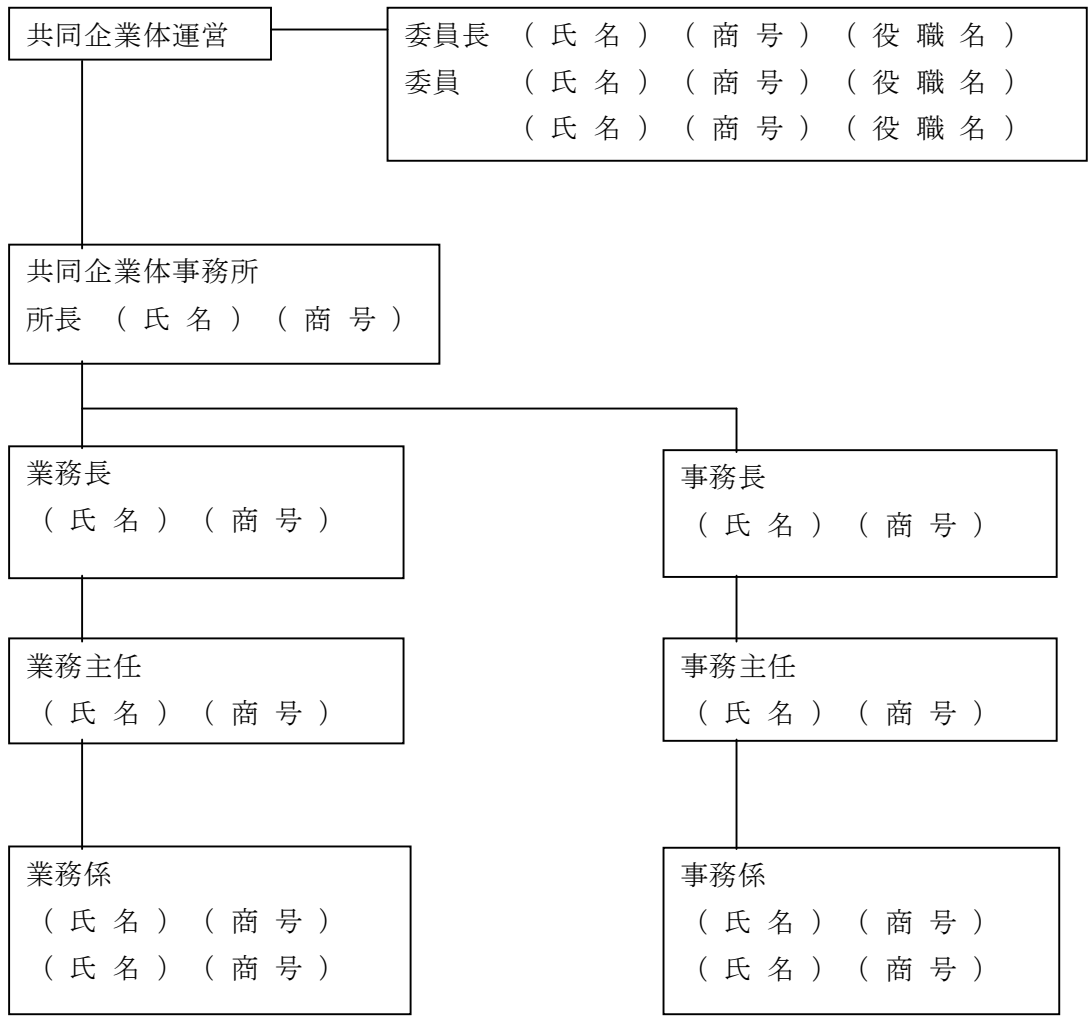 共同企業体運営
委員長 （氏名）（商号）（役職名）
委員 （氏名）（商号）（役職名）
（氏名）（商号）（役職名）
共同企業体事務所
所長 （氏名）（商号）
業務長
（氏名）（商号）
事務長
（氏名）（商号）
業務主任
（氏名）（商号）
事務主任
（氏名）（商号）
業務係
（氏名）（商号）
（氏名）（商号）
事務係
（氏名）（商号）
（氏名）（商号）